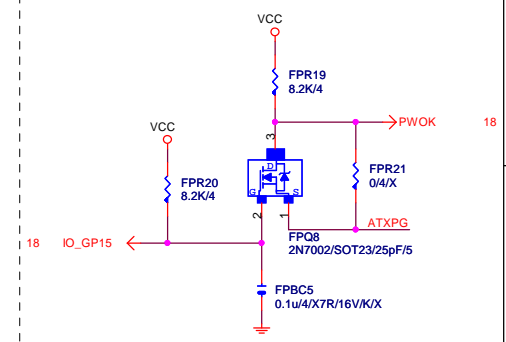 VCC
FPR19
8.2K/4
PWOK 18
VCC
3
D
G S
FPR21
0/4/X
FPR20
8.2K/4
2 1
ATXPG
18 IO_GP15
FPQ8
2N7002/SOT23/25pF/5
FPBC5
0.1u/4/X7R/16V/K/X